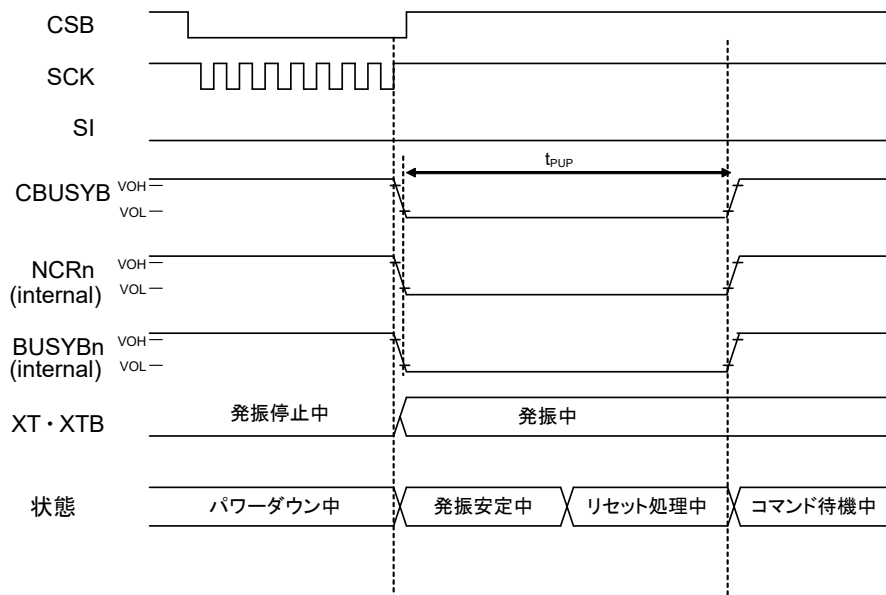 CSB
SCK
SI
tPUP
CBUSYB
VOH
VOL
NCRn
(internal)
VOH
VOL
BUSYBn
(internal)
VOH
VOL
XT・XTB
発振停止中
発振中
状態
パワーダウン中
発振安定中
リセット処理中
コマンド待機中